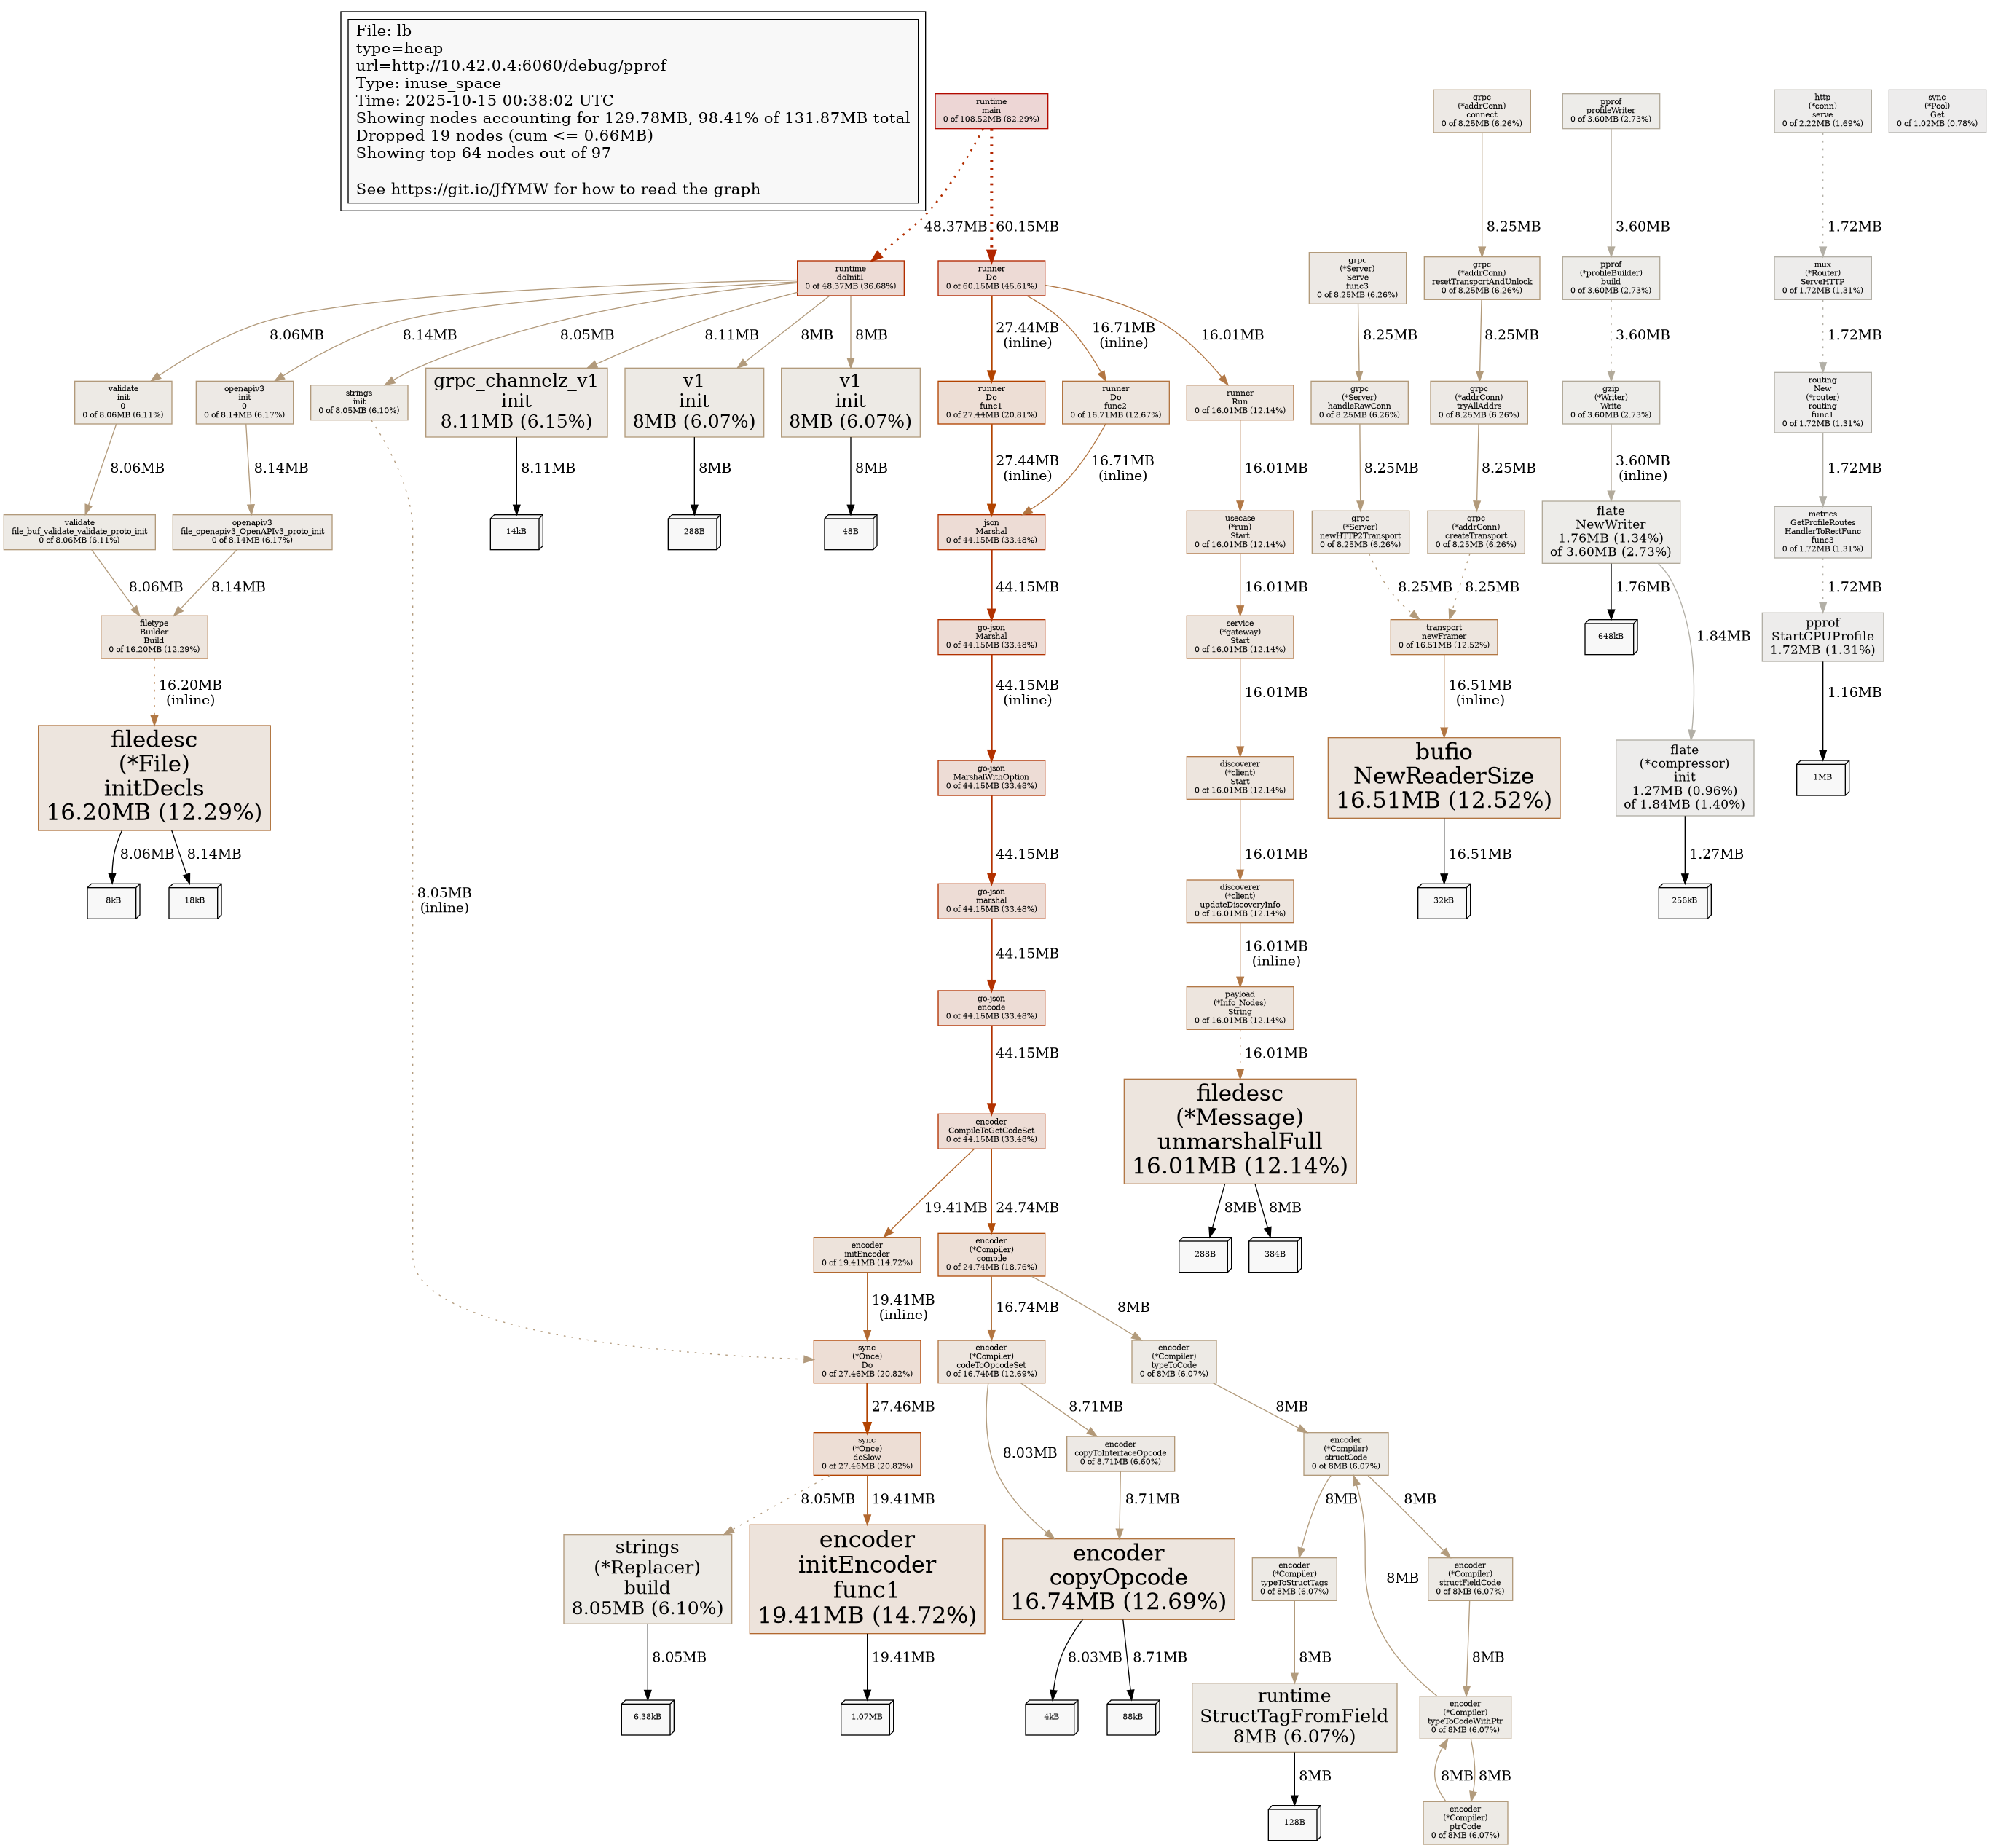 File: lb
type=heap
url=http://10.42.0.4:6060/debug/pprof
Type: inuse_space
Time: 2025-10-15 00:38:02 UTC
Showing nodes accounting for 129.78MB, 98.41% of 131.87MB total
Dropped 19 nodes (cum <= 0.66MB)
Showing top 64 nodes out of 97
See https://git.io/JfYMW for how to read the graph
runtime
main
0 of 108.52MB (82.29%)
grpc
(*addrConn)
connect
0 of 8.25MB (6.26%)
pprof
profileWriter
0 of 3.60MB (2.73%)
http
(*conn)
serve
0 of 2.22MB (1.69%)
sync
(*Pool)
Get
0 of 1.02MB (0.78%)
48.37MB
60.15MB
8.25MB
3.60MB
1.72MB
runtime
doInit1
0 of 48.37MB (36.68%)
runner
Do
0 of 60.15MB (45.61%)
grpc
(*Server)
Serve
func3
0 of 8.25MB (6.26%)
grpc
(*addrConn)
resetTransportAndUnlock
0 of 8.25MB (6.26%)
pprof
(*profileBuilder)
build
0 of 3.60MB (2.73%)
mux
(*Router)
ServeHTTP
0 of 1.72MB (1.31%)
8.06MB
8.14MB
8.05MB
8.11MB
8MB
8MB
27.44MB
(inline)
16.71MB
(inline)
16.01MB
8.25MB
8.25MB
3.60MB
1.72MB
validate
init
0
0 of 8.06MB (6.11%)
openapiv3
init
0
0 of 8.14MB (6.17%)
strings
init
0 of 8.05MB (6.10%)
grpc_channelz_v1
init
8.11MB (6.15%)
v1
init
8MB (6.07%)
v1
init
8MB (6.07%)
runner
Do
func1
0 of 27.44MB (20.81%)
runner
Do
func2
0 of 16.71MB (12.67%)
runner
Run
0 of 16.01MB (12.14%)
grpc
(*Server)
handleRawConn
0 of 8.25MB (6.26%)
grpc
(*addrConn)
tryAllAddrs
0 of 8.25MB (6.26%)
gzip
(*Writer)
Write
0 of 3.60MB (2.73%)
routing
New
(*router)
routing
func1
0 of 1.72MB (1.31%)
8.06MB
8.14MB
8.11MB
8MB
8MB
27.44MB
(inline)
16.71MB
(inline)
16.01MB
8.25MB
8.25MB
3.60MB
(inline)
1.72MB
validate
file_buf_validate_validate_proto_init
0 of 8.06MB (6.11%)
openapiv3
file_openapiv3_OpenAPIv3_proto_init
0 of 8.14MB (6.17%)
14kB
288B
48B
json
Marshal
0 of 44.15MB (33.48%)
usecase
(*run)
Start
0 of 16.01MB (12.14%)
grpc
(*Server)
newHTTP2Transport
0 of 8.25MB (6.26%)
grpc
(*addrConn)
createTransport
0 of 8.25MB (6.26%)
flate
NewWriter
1.76MB (1.34%)
of 3.60MB (2.73%)
metrics
GetProfileRoutes
HandlerToRestFunc
func3
0 of 1.72MB (1.31%)
8.06MB
8.14MB
44.15MB
16.01MB
8.25MB
8.25MB
1.76MB
1.84MB
1.72MB
filetype
Builder
Build
0 of 16.20MB (12.29%)
go-json
Marshal
0 of 44.15MB (33.48%)
service
(*gateway)
Start
0 of 16.01MB (12.14%)
transport
newFramer
0 of 16.51MB (12.52%)
648kB
pprof
StartCPUProfile
1.72MB (1.31%)
16.20MB
(inline)
44.15MB
(inline)
16.01MB
16.51MB
(inline)
1.16MB
filedesc
(*File)
initDecls
16.20MB (12.29%)
go-json
MarshalWithOption
0 of 44.15MB (33.48%)
discoverer
(*client)
Start
0 of 16.01MB (12.14%)
bufio
NewReaderSize
16.51MB (12.52%)
flate
(*compressor)
init
1.27MB (0.96%)
of 1.84MB (1.40%)
1MB
8.06MB
8.14MB
8.05MB
(inline)
44.15MB
16.01MB
16.51MB
1.27MB
8kB
18kB
go-json
marshal
0 of 44.15MB (33.48%)
discoverer
(*client)
updateDiscoveryInfo
0 of 16.01MB (12.14%)
32kB
256kB
44.15MB
16.01MB
(inline)
go-json
encode
0 of 44.15MB (33.48%)
payload
(*Info_Nodes)
String
0 of 16.01MB (12.14%)
44.15MB
16.01MB
encoder
CompileToGetCodeSet
0 of 44.15MB (33.48%)
filedesc
(*Message)
unmarshalFull
16.01MB (12.14%)
19.41MB
24.74MB
8MB
8MB
encoder
initEncoder
0 of 19.41MB (14.72%)
encoder
(*Compiler)
compile
0 of 24.74MB (18.76%)
288B
384B
19.41MB
(inline)
16.74MB
8MB
sync
(*Once)
Do
0 of 27.46MB (20.82%)
encoder
(*Compiler)
codeToOpcodeSet
0 of 16.74MB (12.69%)
encoder
(*Compiler)
typeToCode
0 of 8MB (6.07%)
27.46MB
8.71MB
8MB
sync
(*Once)
doSlow
0 of 27.46MB (20.82%)
8.03MB
encoder
copyToInterfaceOpcode
0 of 8.71MB (6.60%)
encoder
(*Compiler)
structCode
0 of 8MB (6.07%)
8.05MB
19.41MB
8.71MB
8MB
8MB
strings
(*Replacer)
build
8.05MB (6.10%)
encoder
initEncoder
func1
19.41MB (14.72%)
encoder
copyOpcode
16.74MB (12.69%)
encoder
(*Compiler)
typeToStructTags
0 of 8MB (6.07%)
8MB
encoder
(*Compiler)
structFieldCode
0 of 8MB (6.07%)
8.05MB
19.41MB
8.03MB
8.71MB
8MB
8MB
6.38kB
1.07MB
4kB
88kB
runtime
StructTagFromField
8MB (6.07%)
encoder
(*Compiler)
typeToCodeWithPtr
0 of 8MB (6.07%)
8MB
8MB
8MB
128B
encoder
(*Compiler)
ptrCode
0 of 8MB (6.07%)